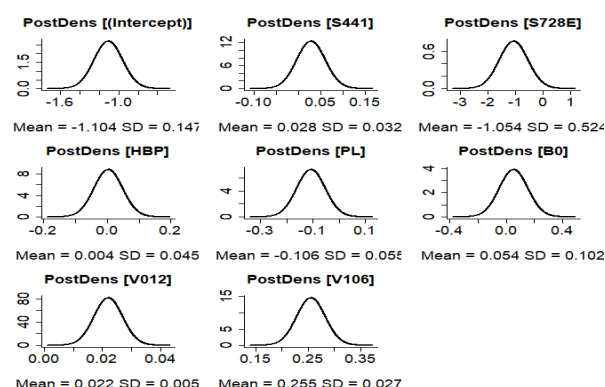 PostDens [(Intercept)] PostDens [S441] PostDens [S728E]
0.0 1.5
-1.6 -1.0
0 4 8 12
-0.10 0.05 0.15
0.0 0.6
-3 -2 -1 0 1
Mean = -1.104 SD = 0.147 Mean = 0.028 SD = 0.032 Mean = -1.054 SD = 0.524
PostDens [HBP] PostDens [PL] PostDens [B0]
0 4 8
-0.2 0.0 0.2
0 4
-0.3 -0.1 0.1
0 2 4
-0.4 0.0 0.4
Mean = 0.004 SD = 0.045 Mean = -0.106 SD = 0.055 Mean = 0.054 SD = 0.102
PostDens [V012] PostDens [V106]
0 40 80
0.00 0.02 0.04
0 5 15
0.15 0.25 0.35
Mean = 0.022 SD = 0.005 Mean = 0.255 SD = 0.027